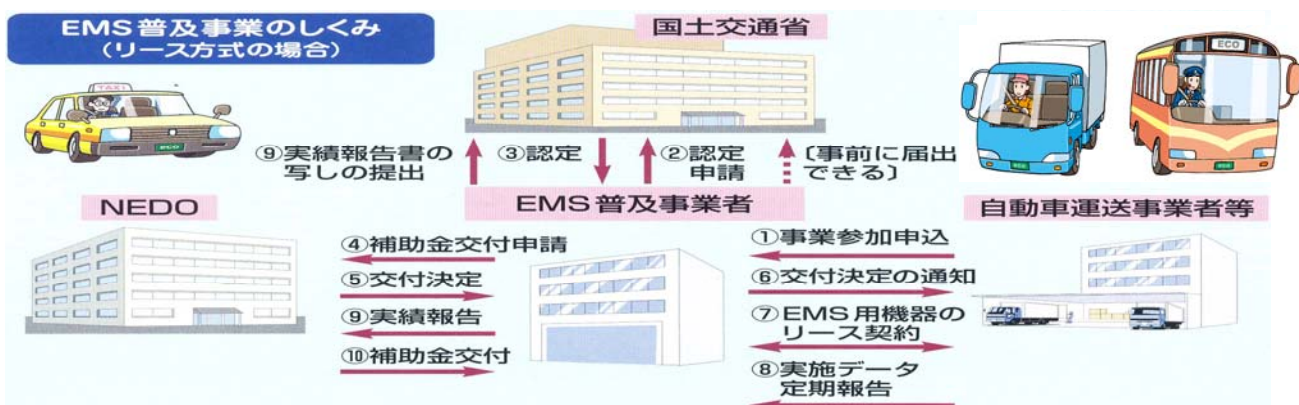 EMS普及事業のしくみ
(リース方式の場合)
国土交通省
TAXI
ECO
ECO
ECO
ECO
⑨実績報告書の
写しの提出
③認定
②認定
申請
〔事前に届出
できる〕
NEDO
EMS普及事業者
自動車運送事業者等
④補助金交付申請
⑤交付決定
⑨実績報告
⑩補助金交付
①事業参加申込
⑥交付決定の通知
⑦EMS用機器の
リース契約
⑧実施データ
定期報告